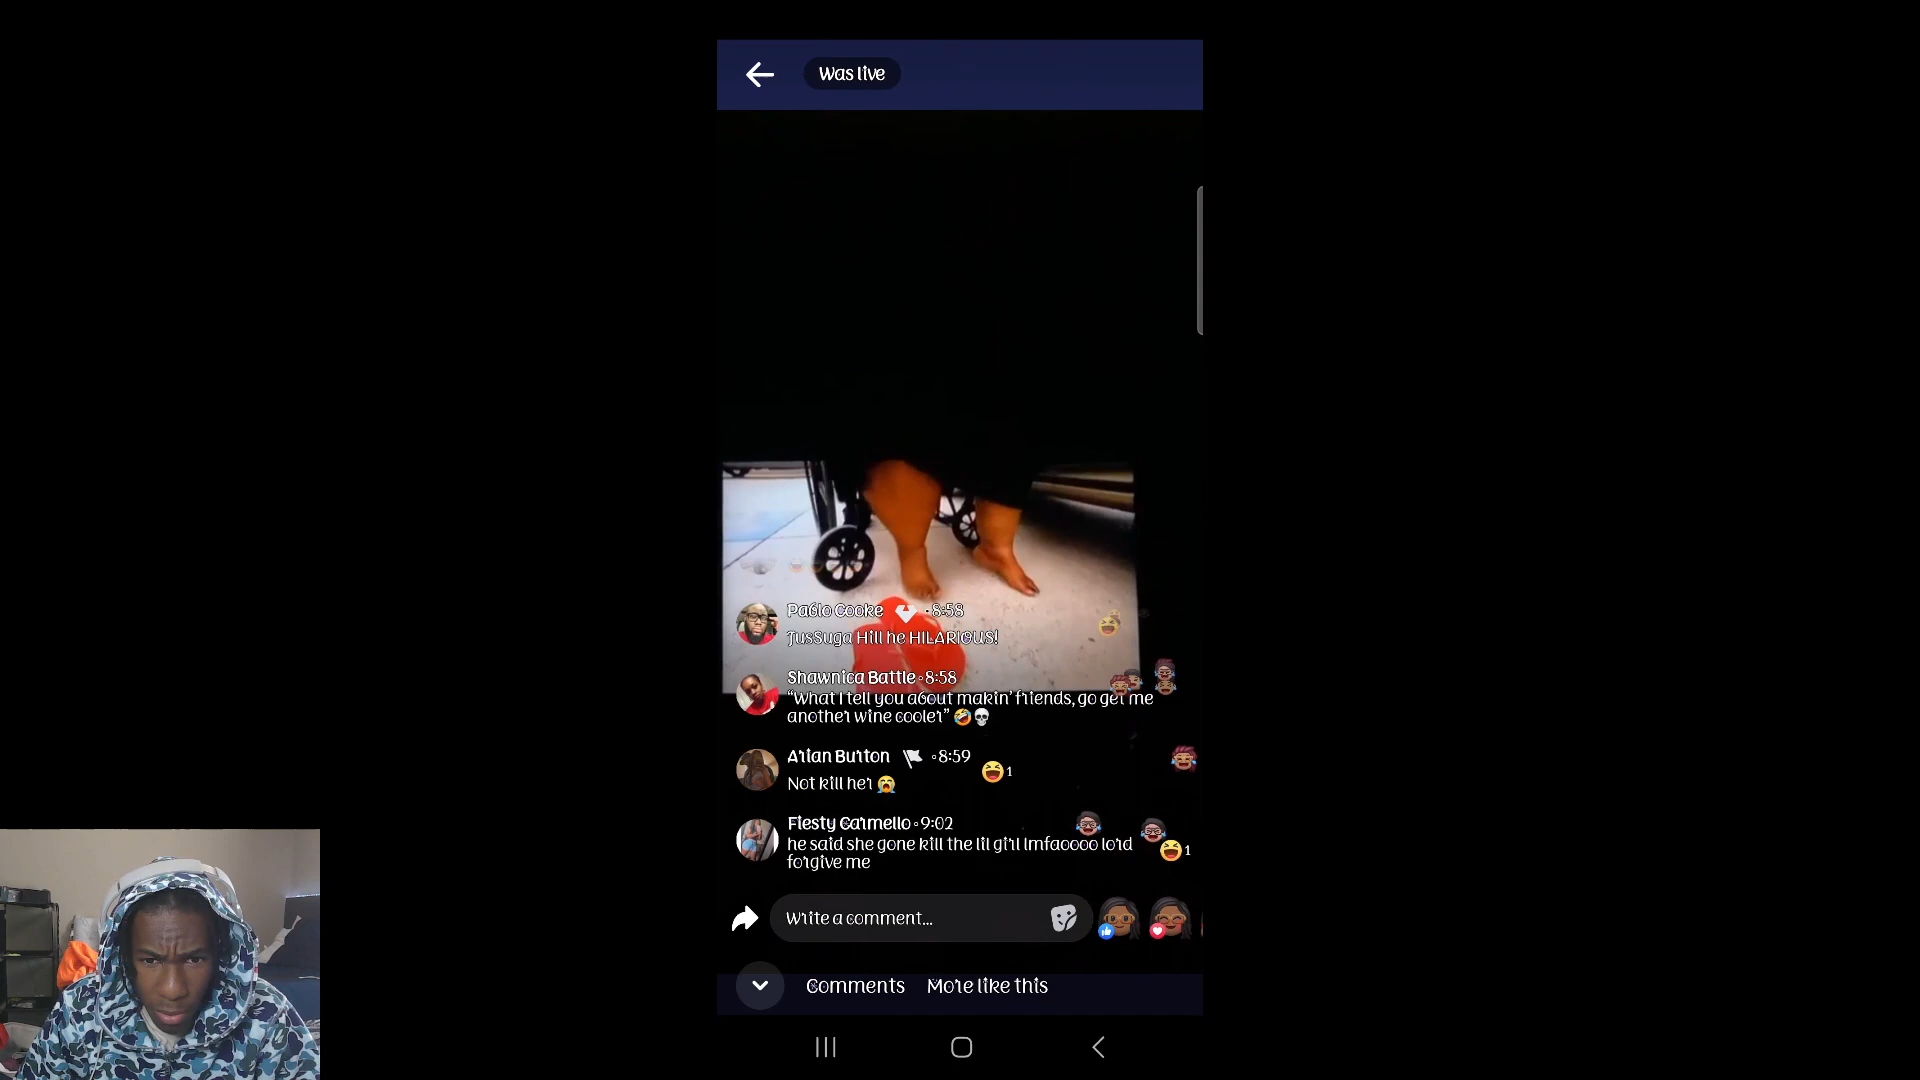 Was live
Pablo Cooke · 8:58
JusSuga Hill he HILARIOUS!
Shawnica Battle · 8:58
“What I tell you about makin’ friends, go get me
another wine cooler” 🤣💀
Arian Burton · 8:59
Not kill her 😭
1
Fiesty Carmello · 9:02
he said she gone kill the lil girl lmfaoooo lord
forgive me
1
Write a comment...
Comments More like this